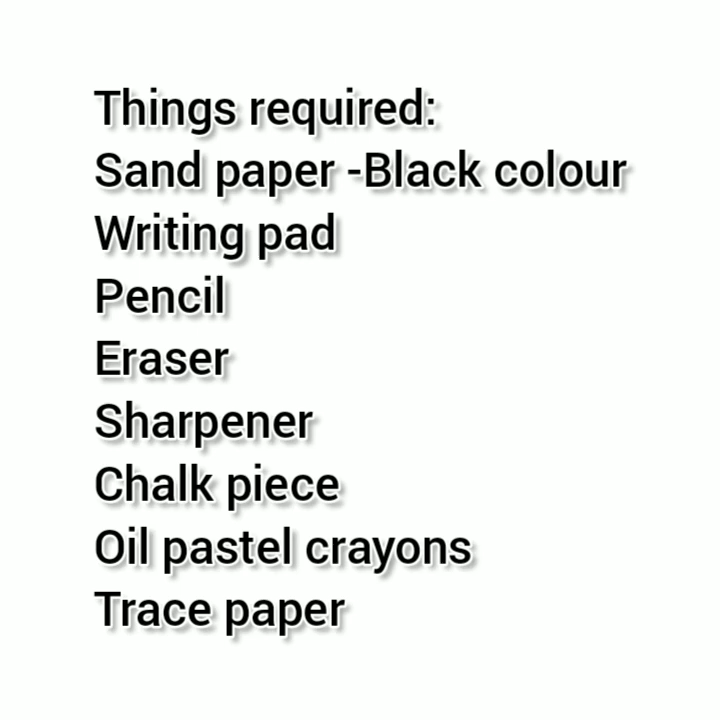 Things required:
Sand paper -Black colour
Writing pad
Pencil
Eraser
Sharpener
Chalk piece
Oil pastel crayons
Trace paper